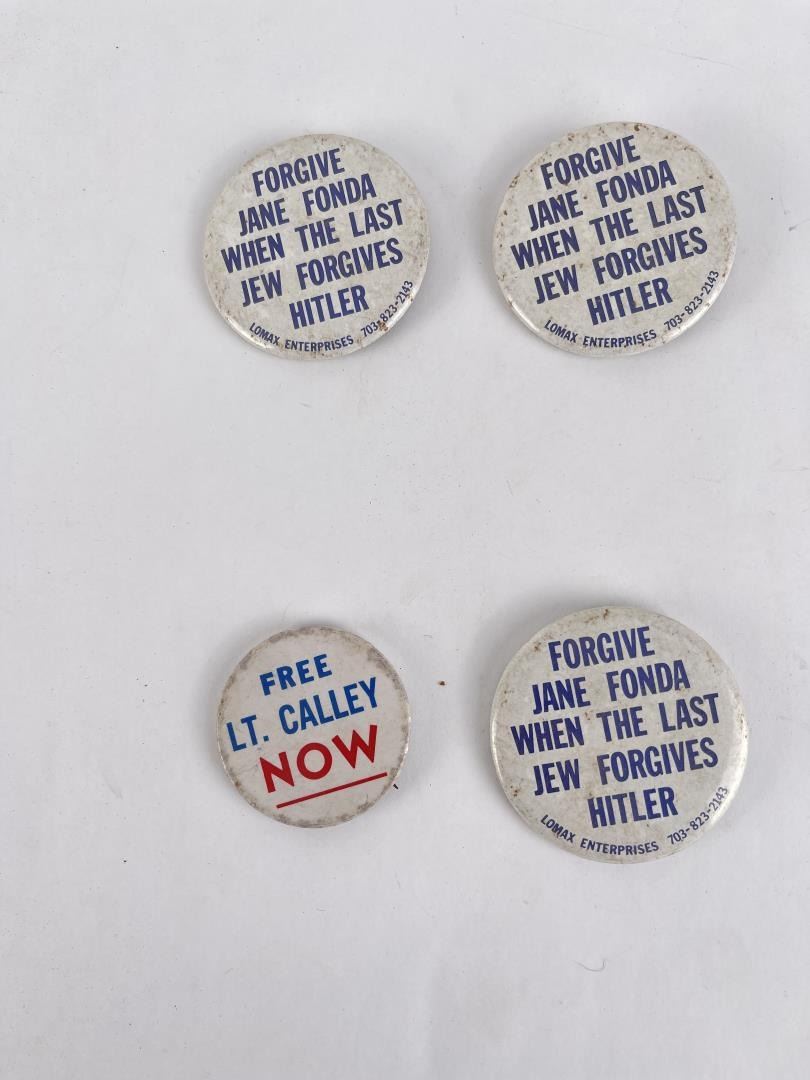 FORGIVE
JANE FONDA
WHEN THE LAST
JEW FORGIVES
HITLER
LOMAX ENTERPRISES 703-823-2143
FORGIVE
JANE FONDA
WHEN THE LAST
JEW FORGIVES
HITLER
LOMAX ENTERPRISES 703-823-2143
FREE
LT. CALLEY
NOW
FORGIVE
JANE FONDA
WHEN THE LAST
JEW FORGIVES
HITLER
LOMAX ENTERPRISES 703-823-2143